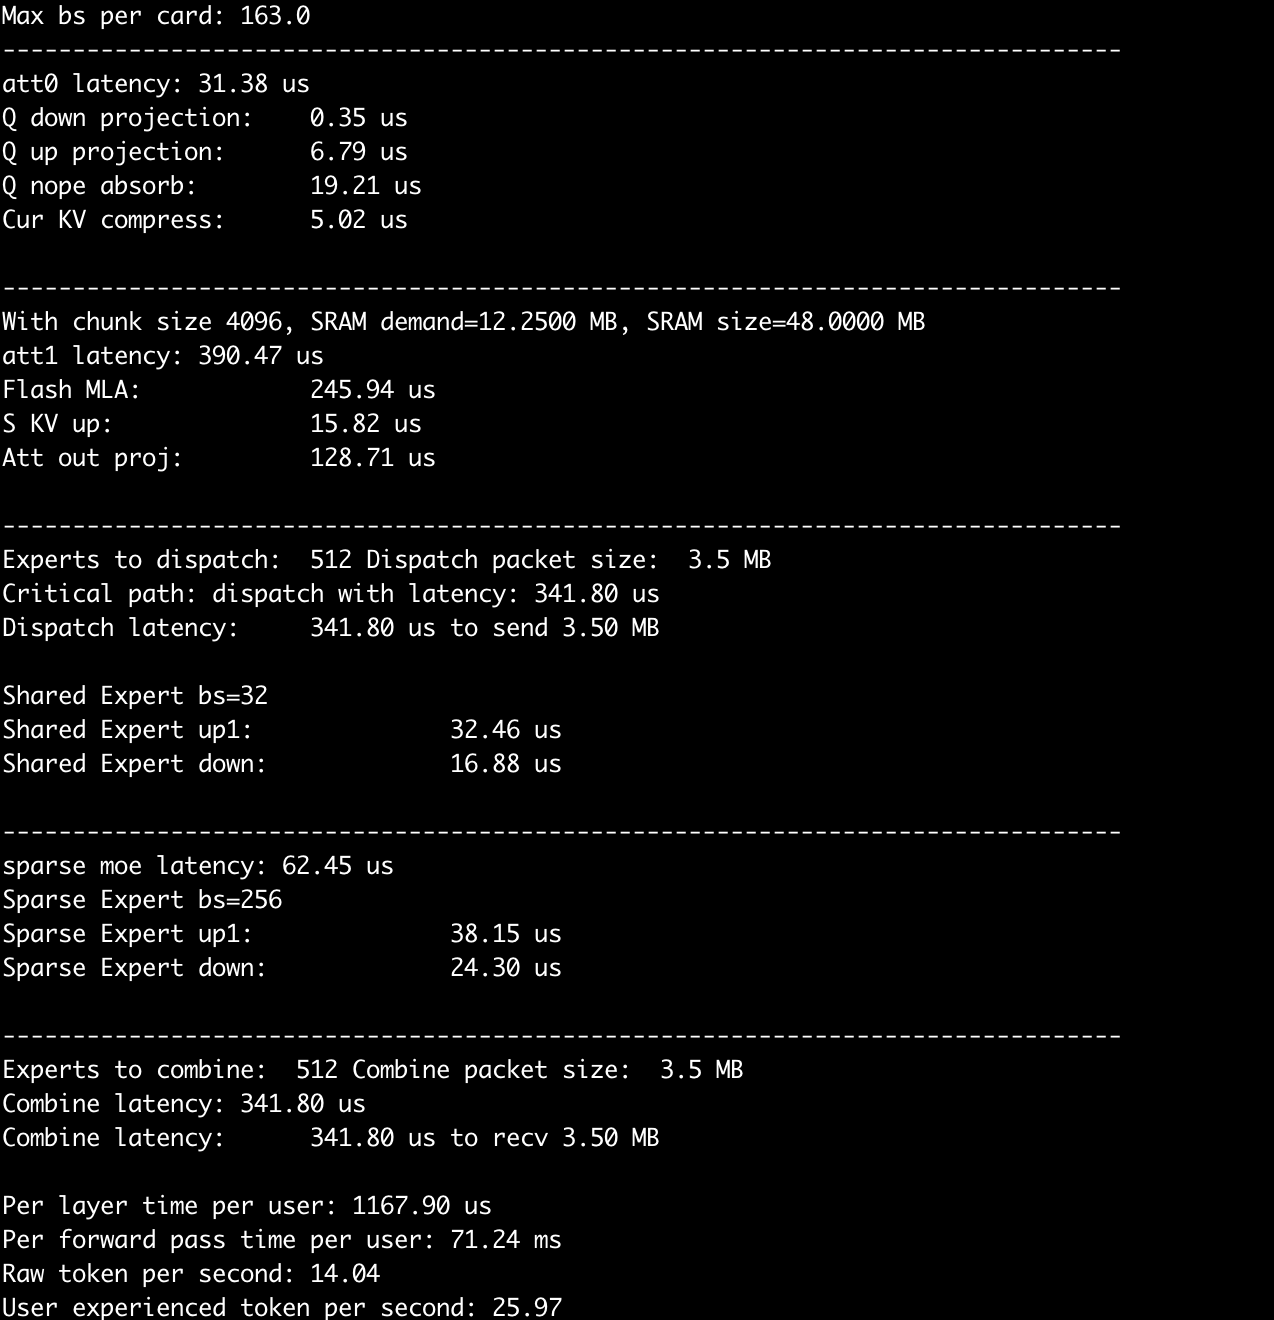 Max bs per card: 163.0
--------------------------------------------------------------------------------
att0 latency: 31.38 us
Q down projection:    0.35 us
Q up projection:      6.79 us
Q nope absorb:        19.21 us
Cur KV compress:      5.02 us

--------------------------------------------------------------------------------
With chunk size 4096, SRAM demand=12.2500 MB, SRAM size=48.0000 MB
att1 latency: 390.47 us
Flash MLA:            245.94 us
S KV up:              15.82 us
Att out proj:         128.71 us

--------------------------------------------------------------------------------
Experts to dispatch:  512 Dispatch packet size:  3.5 MB
Critical path: dispatch with latency: 341.80 us
Dispatch latency:     341.80 us to send 3.50 MB

Shared Expert bs=32
Shared Expert up1:              32.46 us
Shared Expert down:             16.88 us

--------------------------------------------------------------------------------
sparse moe latency: 62.45 us
Sparse Expert bs=256
Sparse Expert up1:              38.15 us
Sparse Expert down:             24.30 us

--------------------------------------------------------------------------------
Experts to combine:  512 Combine packet size:  3.5 MB
Combine latency: 341.80 us
Combine latency:      341.80 us to recv 3.50 MB

Per layer time per user: 1167.90 us
Per forward pass time per user: 71.24 ms
Raw token per second: 14.04
User experienced token per second: 25.97